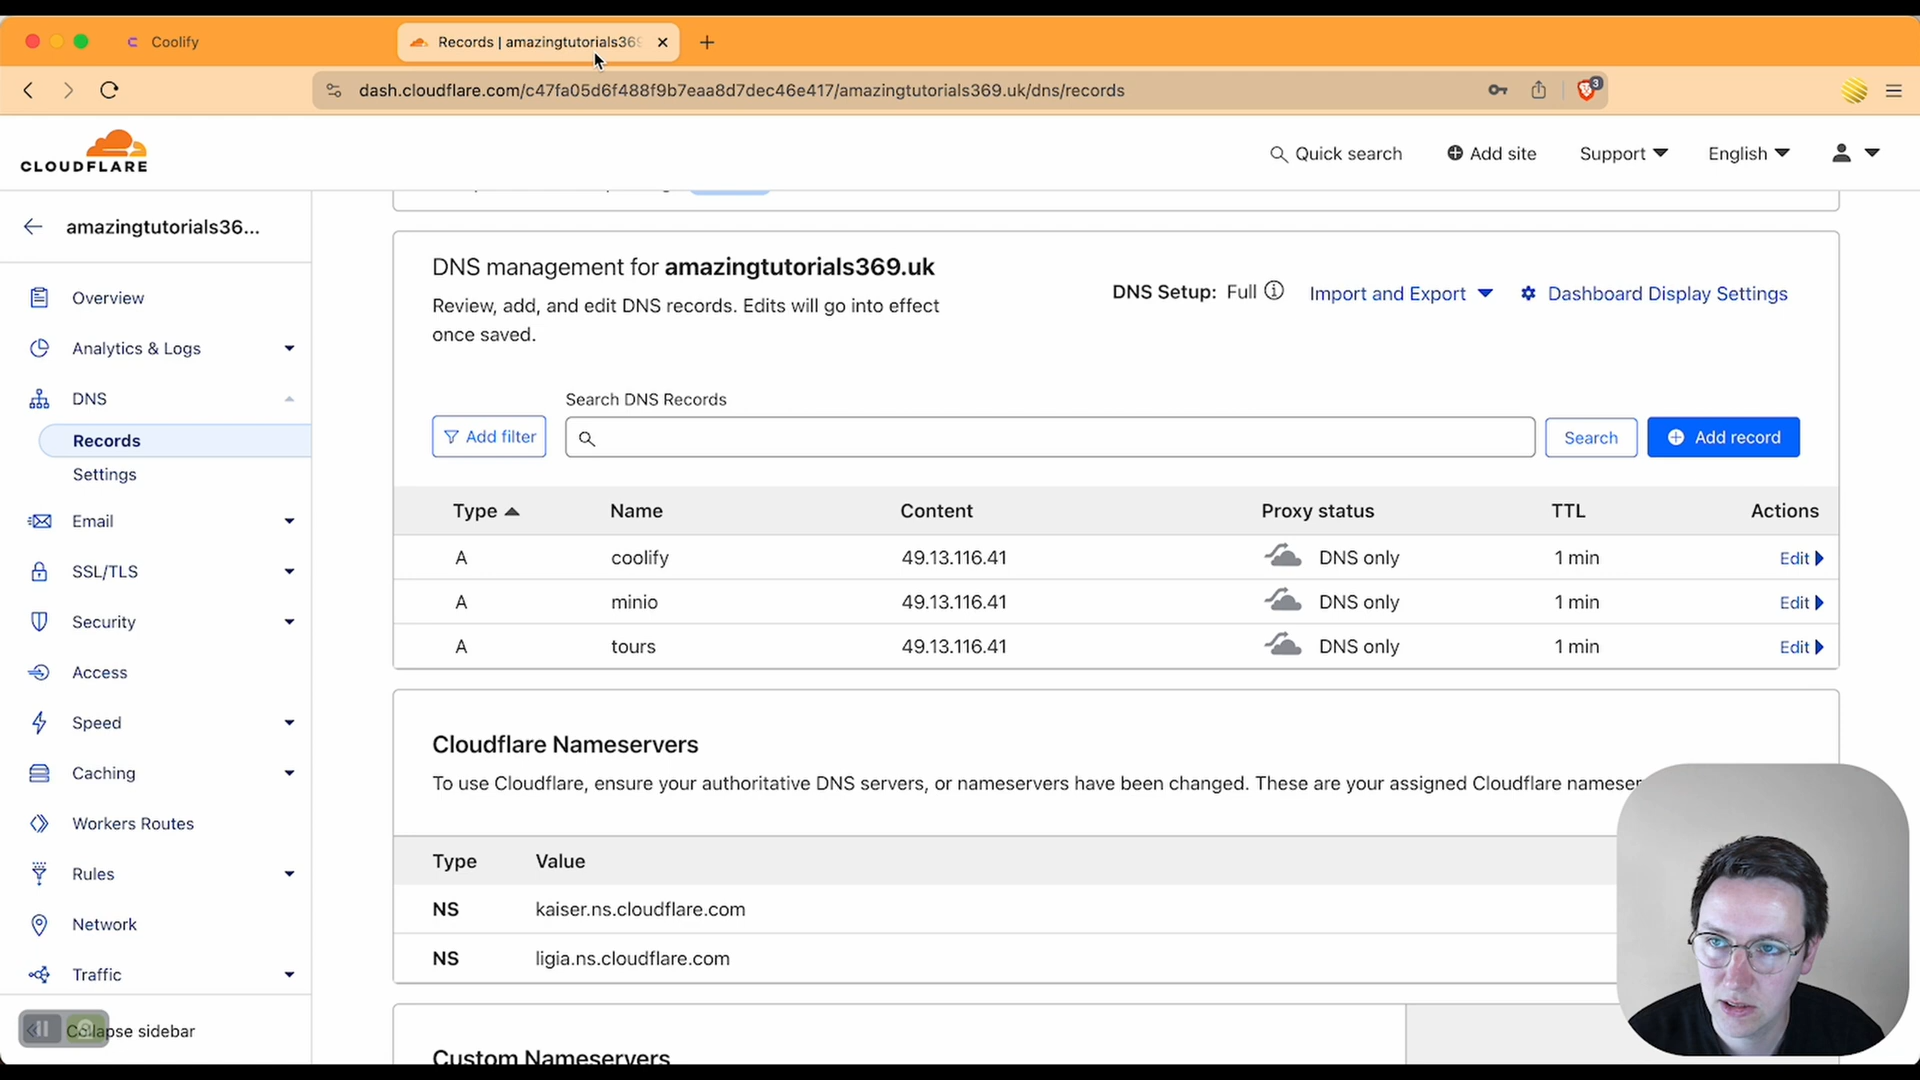 Coolify
Records | amazingtutorials369
dash.cloudflare.com/c47fa05d6f488f9b7eaa8d7dec46e417/amazingtutorials369.uk/dns/records
3
CLOUDFLARE
Quick search
Add site
Support
English
amazingtutorials36...
Overview
Analytics & Logs
DNS
Records
Settings
Email
SSL/TLS
Security
Access
Speed
Caching
Workers Routes
Rules
Network
Traffic
Collapse sidebar
DNS management for amazingtutorials369.uk
Review, add, and edit DNS records. Edits will go into effect
once saved.
DNS Setup: Full
Import and Export
Dashboard Display Settings
Search DNS Records
Add filter
Search
Add record
Type Name Content Proxy status TTL Actions
A coolify 49.13.116.41 DNS only 1 min Edit
A minio 49.13.116.41 DNS only 1 min Edit
A tours 49.13.116.41 DNS only 1 min Edit
Cloudflare Nameservers
To use Cloudflare, ensure your authoritative DNS servers, or nameservers have been changed. These are your assigned Cloudflare nameser
Type Value
NS kaiser.ns.cloudflare.com
NS ligia.ns.cloudflare.com
Custom Nameservers